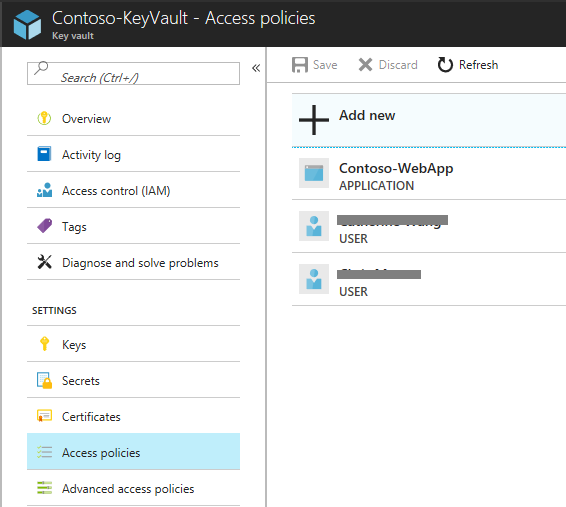 Contoso-KeyVault - Access policies
Key vault
Search (Ctrl+/)
Overview
Activity log
Access control (IAM)
Tags
Diagnose and solve problems
SETTINGS
Keys
Secrets
Certificates
Access policies
Advanced access policies
Save Discard Refresh
Add new
Contoso-WebApp
APPLICATION
USER
USER